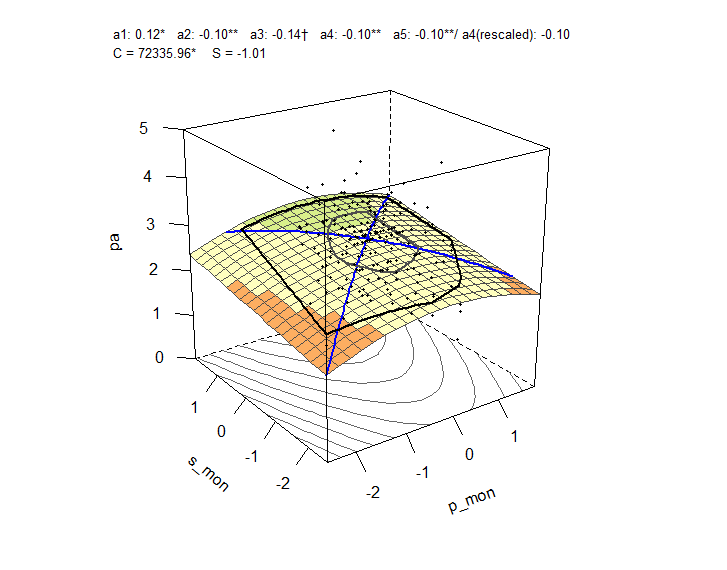 a1: 0.12* a2: -0.10** a3: -0.14† a4: -0.10** a5: -0.10**/ a4(rescaled): -0.10
C = 72335.96* S = -1.01
5
4
3
2
1
0
pa
1
0
-1
-2
s_mon
-2
-1
0
1
p_mon